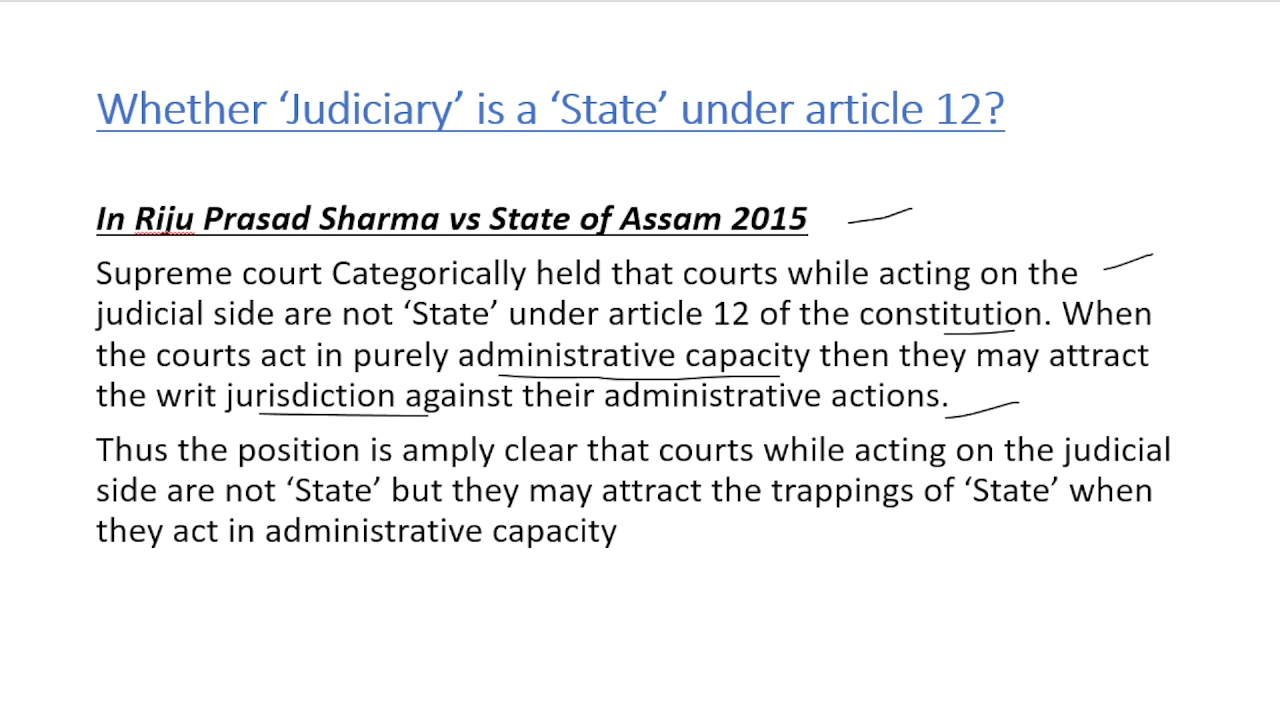 Whether ‘Judiciary’ is a ‘State’ under article 12?
In Riju Prasad Sharma vs State of Assam 2015
Supreme court Categorically held that courts while acting on the
judicial side are not ‘State’ under article 12 of the constitution. When
the courts act in purely administrative capacity then they may attract
the writ jurisdiction against their administrative actions.
Thus the position is amply clear that courts while acting on the judicial
side are not ‘State’ but they may attract the trappings of ‘State’ when
they act in administrative capacity